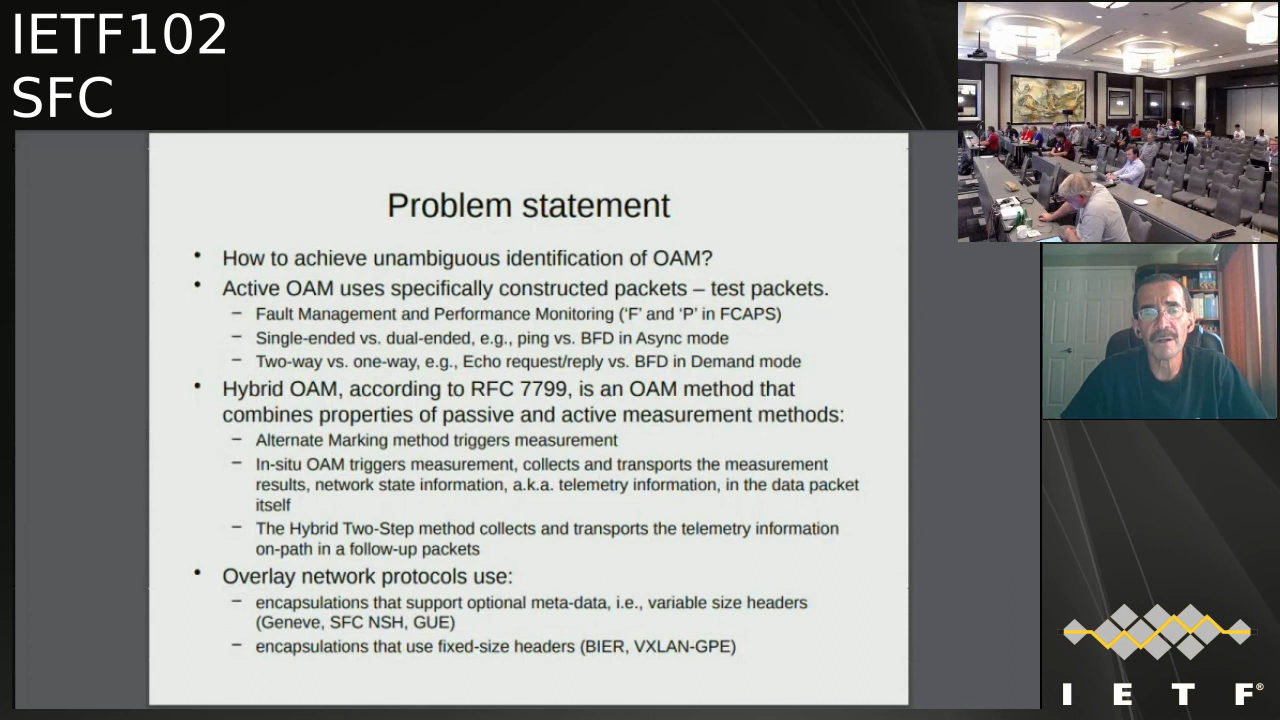 IETF102
SFC
Problem statement
• How to achieve unambiguous identification of OAM?
• Active OAM uses specifically constructed packets – test packets.
– Fault Management and Performance Monitoring (‘F’ and ‘P’ in FCAPS)
– Single-ended vs. dual-ended, e.g., ping vs. BFD in Async mode
– Two-way vs. one-way, e.g., Echo request/reply vs. BFD in Demand mode
• Hybrid OAM, according to RFC 7799, is an OAM method that
combines properties of passive and active measurement methods:
– Alternate Marking method triggers measurement
– In-situ OAM triggers measurement, collects and transports the measurement
results, network state information, a.k.a. telemetry information, in the data packet
itself
– The Hybrid Two-Step method collects and transports the telemetry information
on-path in a follow-up packets
• Overlay network protocols use:
– encapsulations that support optional meta-data, i.e., variable size headers
(Geneve, SFC NSH, GUE)
– encapsulations that use fixed-size headers (BIER, VXLAN-GPE)
I E T F®